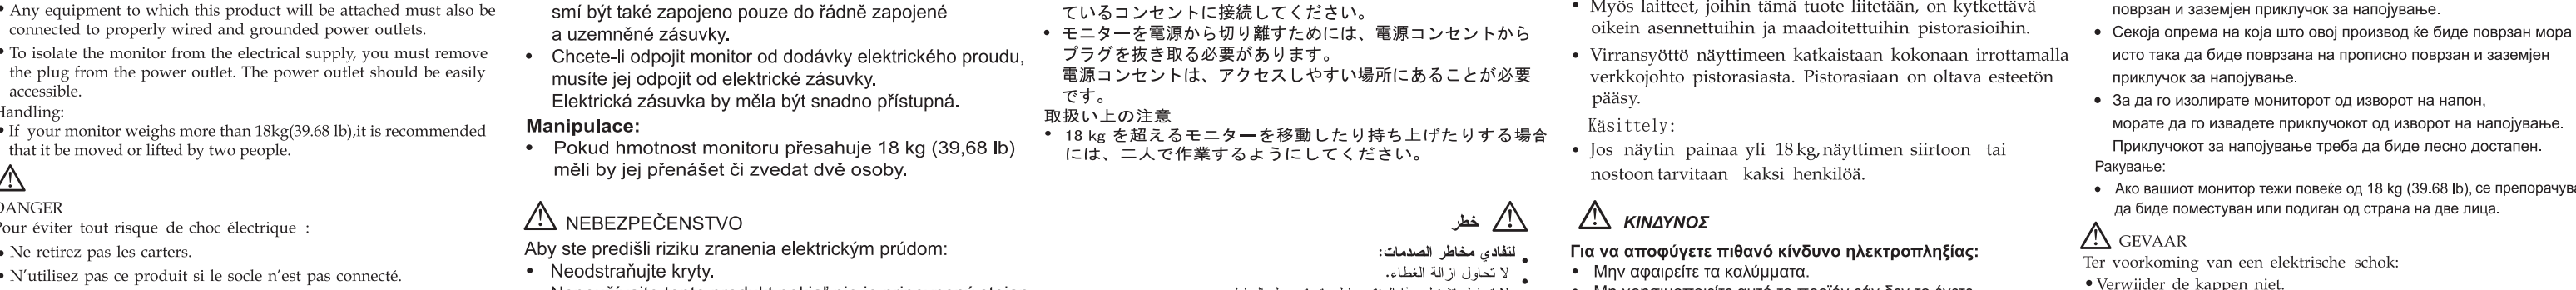 • Any equipment to which this product will be attached must also be
connected to properly wired and grounded power outlets.
• To isolate the monitor from the electrical supply, you must remove
the plug from the power outlet. The power outlet should be easily
accessible.
Handling:
• If your monitor weighs more than 18kg(39.68 lb),it is recommended
that it be moved or lifted by two people.
DANGER
Pour éviter tout risque de choc électrique :
• Ne retirez pas les carters.
• N'utilisez pas ce produit si le socle n'est pas connecté.
smí být také zapojeno pouze do řádně zapojené
a uzemněné zásuvky.
• Chcete-li odpojit monitor od dodávky elektrického proudu,
musíte jej odpojit od elektrické zásuvky.
Elektrická zásuvka by měla být snadno přístupná.
Manipulace:
• Pokud hmotnost monitoru přesahuje 18 kg (39,68 lb)
měli by jej přenášet či zvedat dvě osoby.
NEBEZPEČENSTVO
Aby ste predišli riziku zranenia elektrickým prúdom:
• Neodstraňujte kryty.
ているコンセントに接続してください。
• モニターを電源から切り離すためには、電源コンセントから
プラグを抜き取る必要があります。
電源コンセントは、アクセスしやすい場所にあることが必要
です。
取扱い上の注意
• 18 kg を超えるモニターを移動したり持ち上げたりする場合
には、二人で作業するようにしてください。
خطر
لتفادي مخاطر الصدمات:
• لا تحاول ازالة الغطاء.
• Myös laitteet, joihin tämä tuote liitetään, on kytkettävä
oikein asennettuihin ja maadoitettuihin pistorasioihin.
• Virransyöttö näyttimeen katkaistaan kokonaan irrottamalla
verkkojohto pistorasiasta. Pistorasiaan on oltava esteetön
pääsy.
Käsittely:
• Jos näytin painaa yli 18 kg, näyttimen siirtoon tai
nostoon tarvitaan kaksi henkilöä.
ΚΙΝΔΥΝΟΣ
Για να αποφύγετε πιθανό κίνδυνο ηλεκτροπληξίας:
• Μην αφαιρείτε τα καλύμματα.
поврзан и заземјен приклучок за напојување.
• Секоја опрема на која што овој производ ќе биде поврзан мора
исто така да биде поврзана на прописно поврзан и заземјен
приклучок за напојување.
• За да го изолирате мониторот од изворот на напон,
морате да го извадете приклучокот од изворот на напојување.
Приклучокот за напојување треба да биде лесно достапен.
Ракување:
• Ако вашиот монитор тежи повеќе од 18 kg (39.68 lb), се препорачува
да биде поместуван или подиган од страна на две лица.
GEVAAR
Ter voorkoming van een elektrische schok:
• Verwijder de kappen niet.